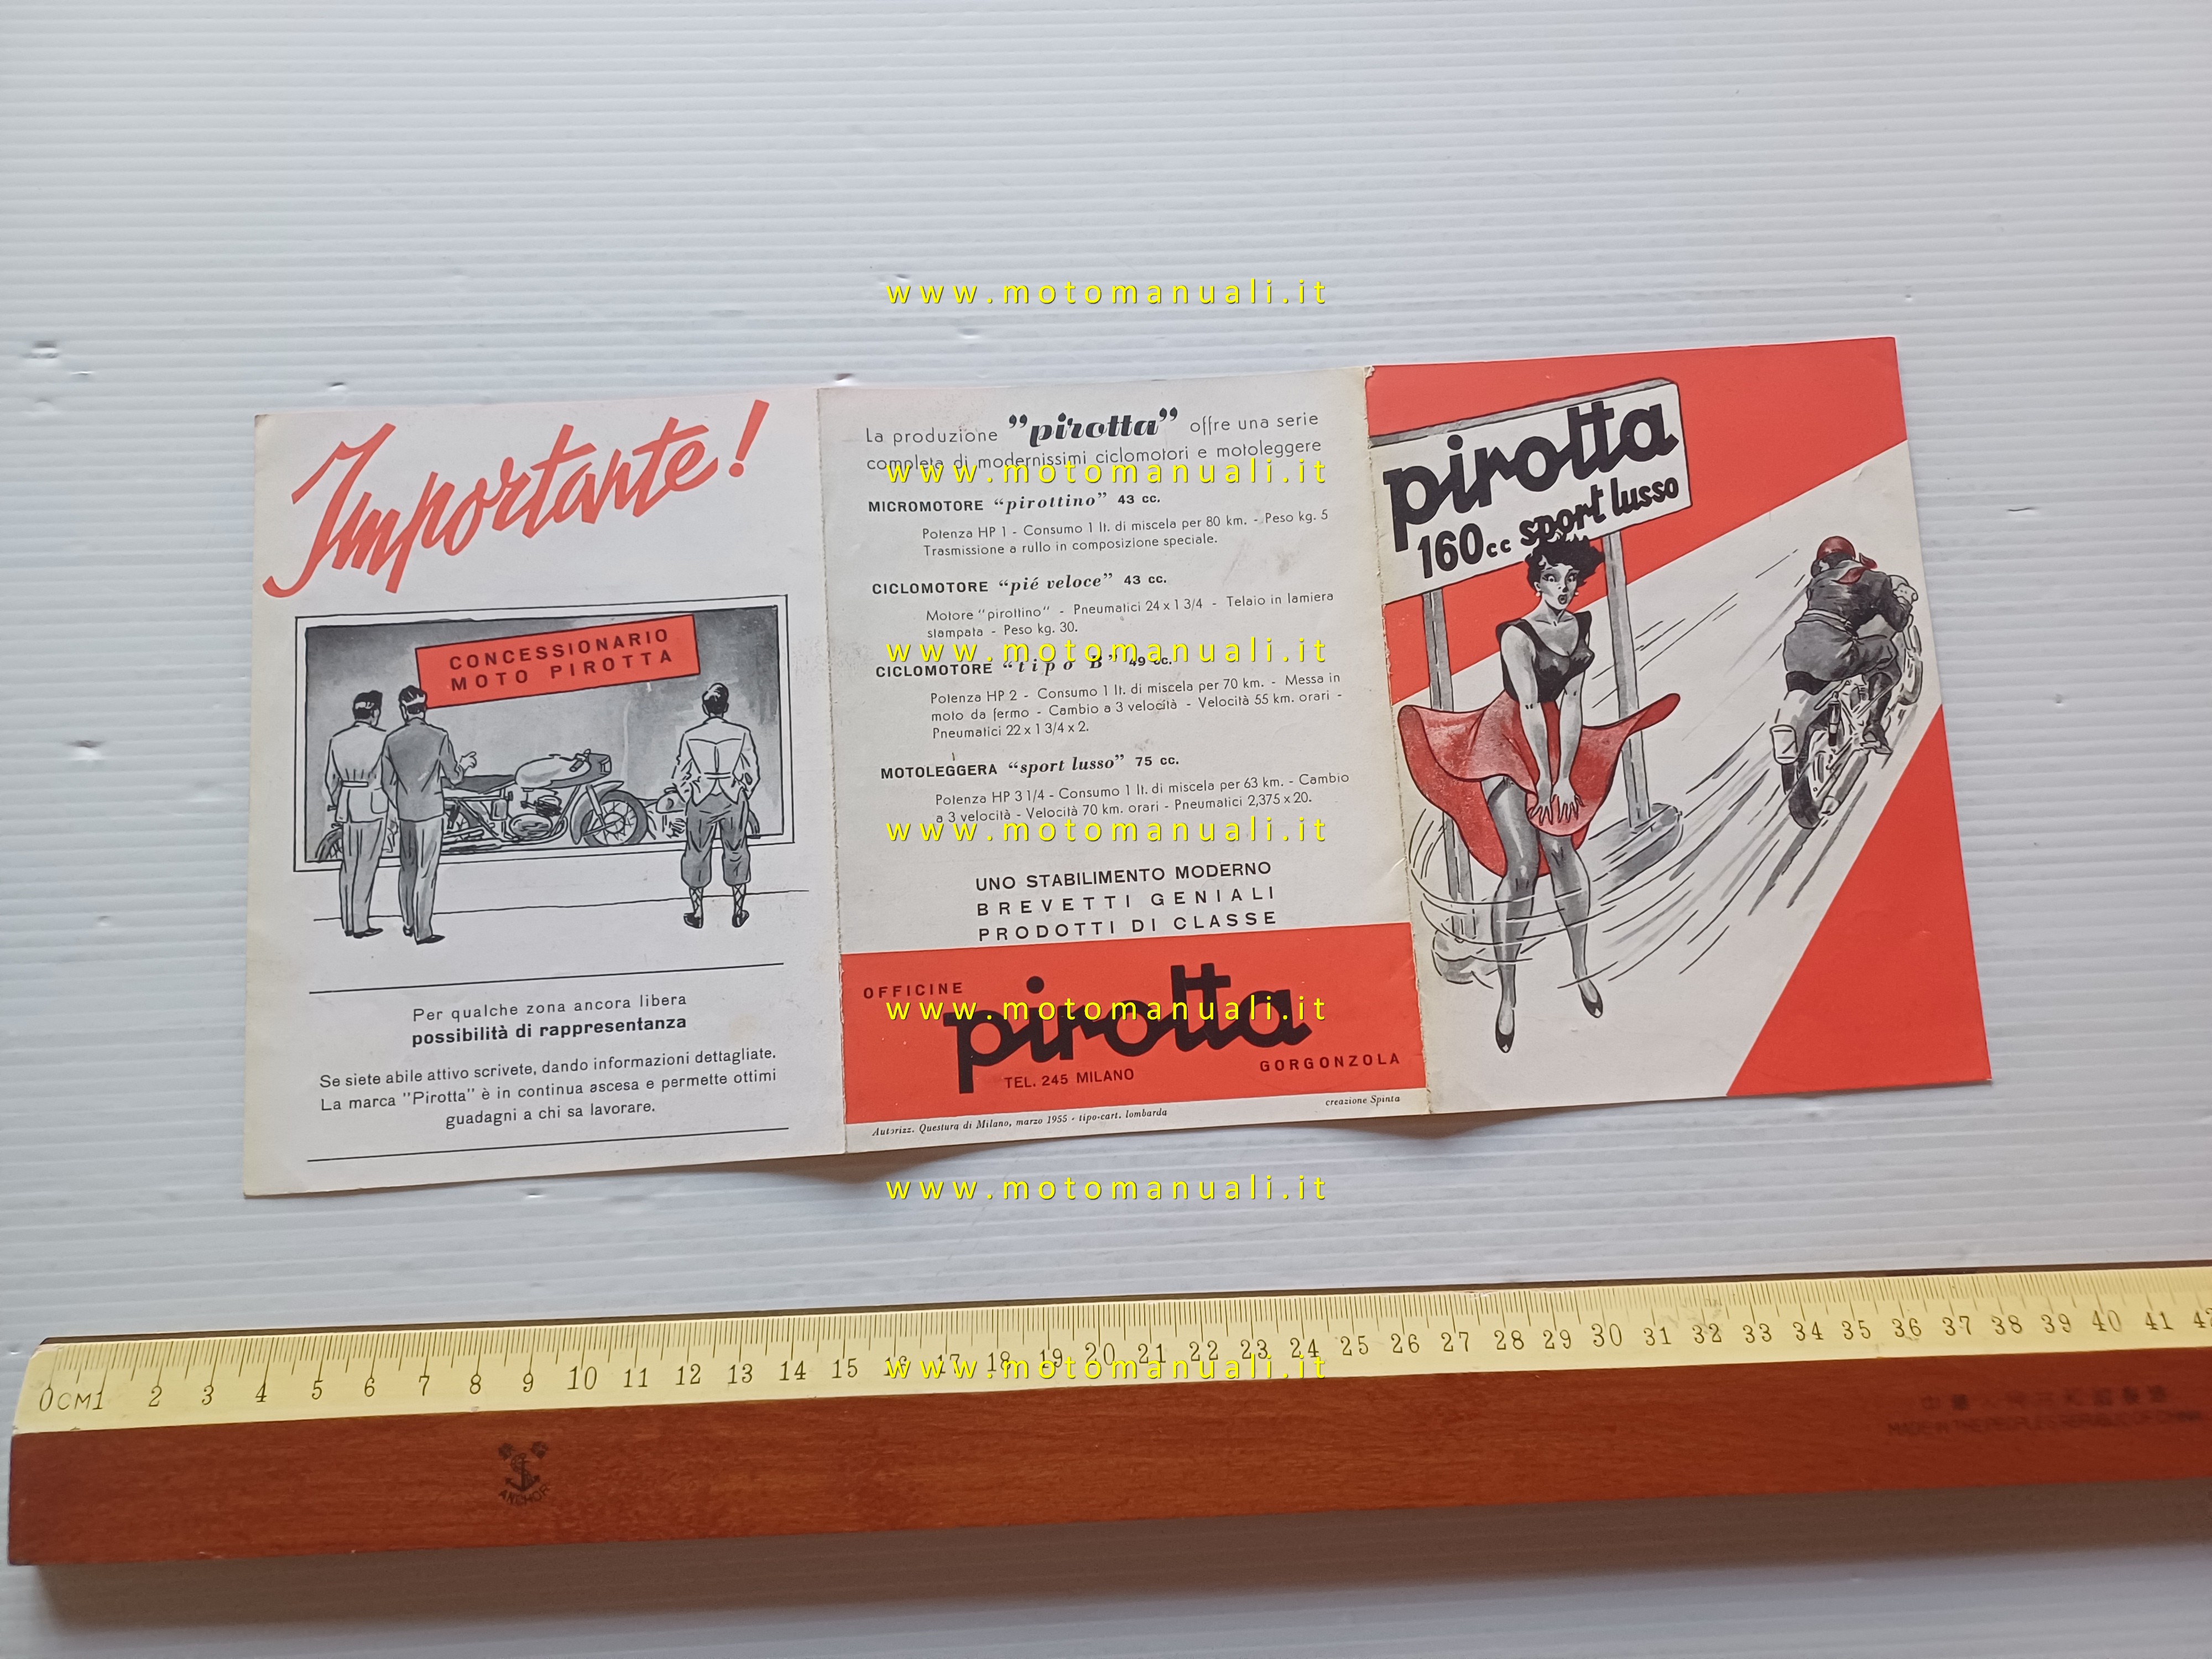 www.motomanuali.it
Importante!
CONCESSIONARIO
MOTO PIROTTA
Per qualche zona ancora libera
possibilità di rappresentanza
Se siete abile attivo scrivete, dando informazioni dettagliate.
La marca "Pirotta" è in continua ascesa e permette ottimi
guadagni a chi sa lavorare.
La produzione "pirotta" offre una serie
completa di modernissimi ciclomotori e motoleggere
www.motomanuali.it
MICROMOTORE "pirottino" 43 cc.
Potenza HP 1 - Consumo 1 lt. di miscela per 80 km. - Peso kg. 5
Trasmissione a rullo in composizione speciale.
CICLOMOTORE "pié veloce" 43 cc.
Motore "pirottino" - Pneumatici 24 x 1 3/4 - Telaio in lamiera
stampata - Peso kg. 30.
www.motomanuali.it
CICLOMOTORE "tipo B" 49 cc.
Potenza HP 2 - Consumo 1 lt. di miscela per 70 km. - Messa in
moto da fermo - Cambio a 3 velocità - Velocità 55 km. orari -
Pneumatici 22 x 1 3/4 x 2.
MOTOLEGGERA "sport lusso" 75 cc.
Potenza HP 3 1/4 - Consumo 1 lt. di miscela per 63 km. - Cambio
a 3 velocità - Velocità 70 km. orari - Pneumatici 2,375 x 20.
www.motomanuali.it
UNO STABILIMENTO MODERNO
BREVETTI GENIALI
PRODOTTI DI CLASSE
OFFICINE
pirotta
www.motomanuali.it
TEL. 245 MILANO
GORGONZOLA
Autorizz. Questura di Milano, marzo 1955 - tipo-cart. lombarda
creazione Spinta
pirotta
160cc sport lusso
www.motomanuali.it
0CM1 2 3 4 5 6 7 8 9 10 11 12 13 14 15 16 17 18 19 20 21 22 23 24 25 26 27 28 29 30 31 32 33 34 35 36 37 38 39 40 41 42
www.motomanuali.it
ANCHOR